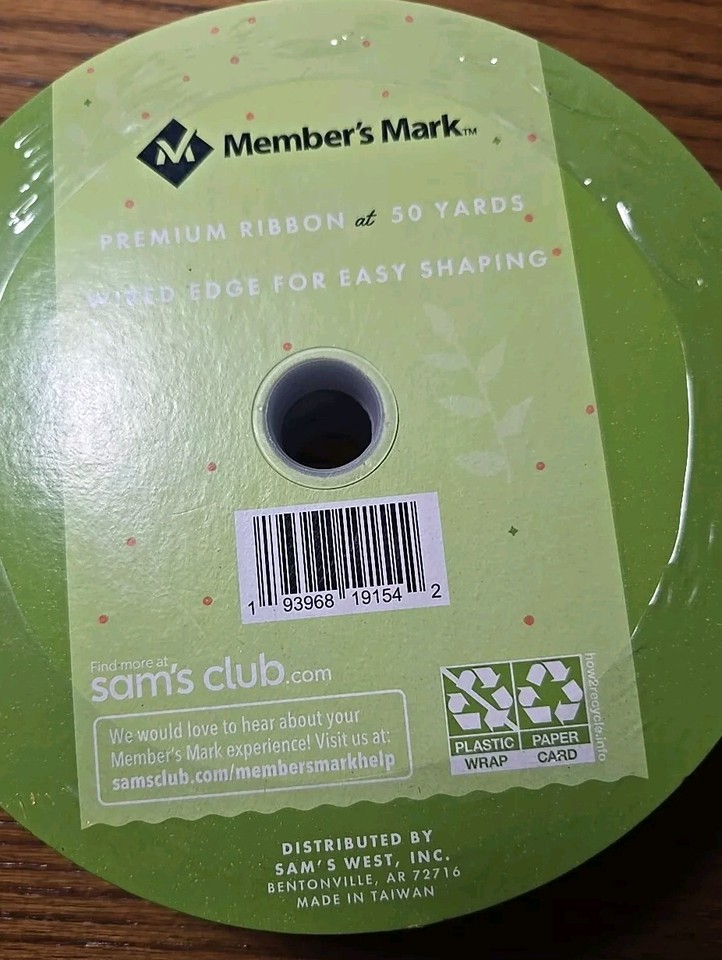 Member's Mark™
PREMIUM RIBBON at 50 YARDS
WIRED EDGE FOR EASY SHAPING
1 93968 19154 2
Find more at
sam's club.com
We would love to hear about your
Member's Mark experience! Visit us at:
samsclub.com/membersmarkhelp
PLASTIC PAPER
WRAP CARD
how2recycle.info
DISTRIBUTED BY
SAM'S WEST, INC.
BENTONVILLE, AR 72716
MADE IN TAIWAN